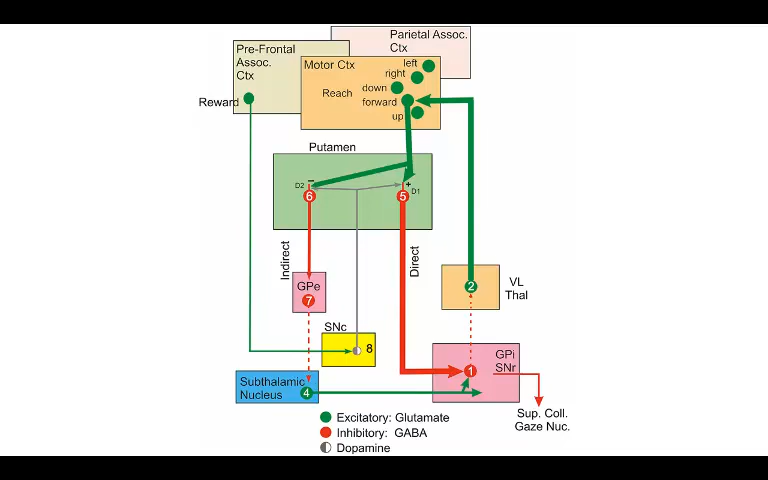 Parietal Assoc.
Ctx
Pre-Frontal
Assoc.
Ctx
Motor Ctx
left
right
down
Reach
forward
up
Reward
Putamen
D2
−
+
D1
6
5
Indirect
Direct
GPe
7
2
VL
Thal
SNc
8
GPi
SNr
1
Subthalamic
Nucleus
4
Sup. Coll.
Gaze Nuc.
Excitatory: Glutamate
Inhibitory: GABA
Dopamine